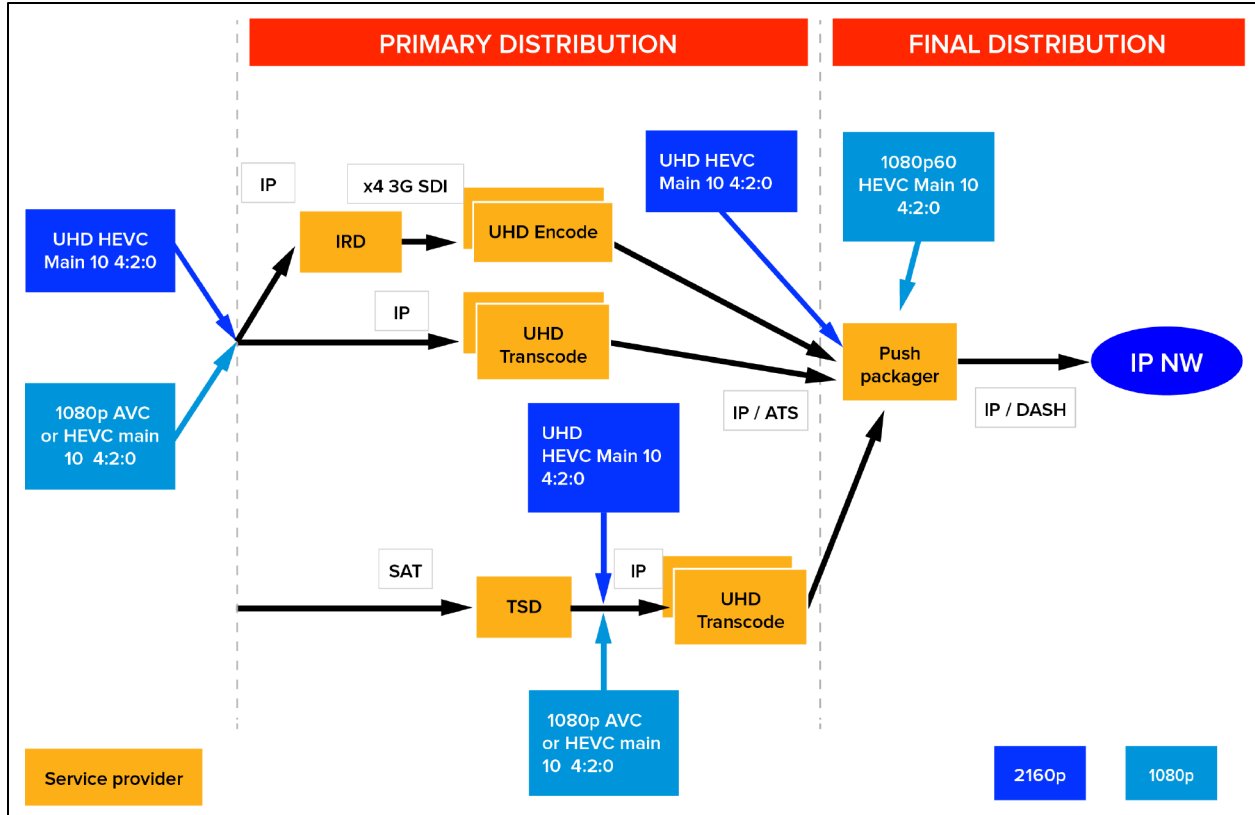 PRIMARY DISTRIBUTION
FINAL DISTRIBUTION
IP
x4 3G SDI
UHD HEVC
Main 10 4:2:0
1080p60
HEVC Main 10
4:2:0
UHD HEVC
Main 10 4:2:0
IRD
UHD Encode
IP
UHD
Transcode
Push
packager
IP NW
1080p AVC
or HEVC main
10 4:2:0
IP / ATS
IP / DASH
UHD
HEVC Main 10
4:2:0
SAT
IP
TSD
UHD
Transcode
1080p AVC
or HEVC main
10 4:2:0
Service provider
2160p
1080p